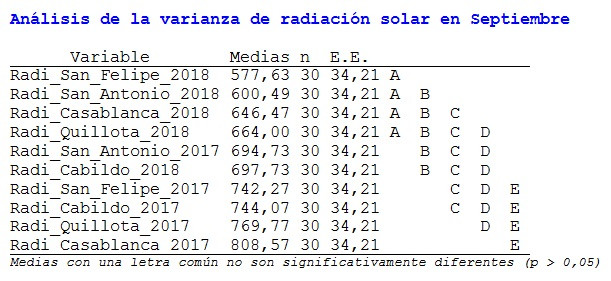 Análisis de la varianza de radiación solar en Septiembre
Variable Medias n E.E.
Radi_San_Felipe_2018 577,63 30 34,21 A
Radi_San_Antonio_2018 600,49 30 34,21 A B
Radi_Casablanca_2018 646,47 30 34,21 A B C
Radi_Quillota_2018 664,00 30 34,21 A B C D
Radi_San_Antonio_2017 694,73 30 34,21 B C D
Radi_Cabildo_2018 697,73 30 34,21 B C D
Radi_San_Felipe_2017 742,27 30 34,21 C D E
Radi_Cabildo_2017 744,07 30 34,21 C D E
Radi_Quillota_2017 769,77 30 34,21 D E
Radi_Casablanca_2017 808,57 30 34,21 E
Medias con una letra común no son significativamente diferentes (p > 0,05)